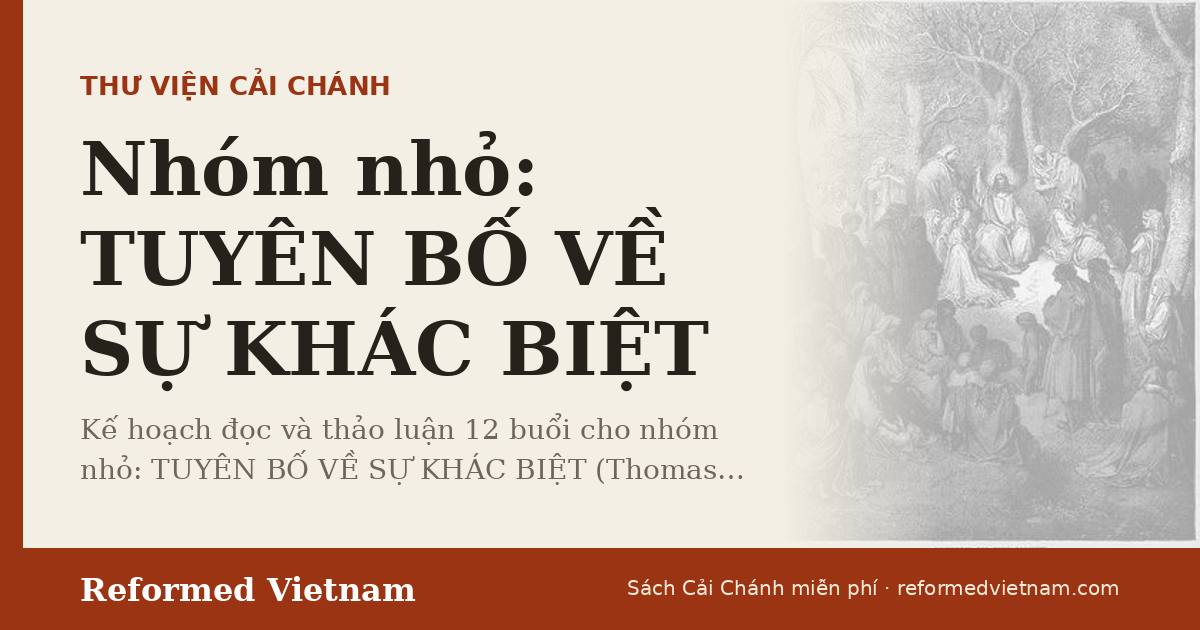 THƯ VIỆN CẢI CHÁNH
Nhóm nhỏ:
TUYÊN BỐ VỀ
SỰ KHÁC BIỆT
Kế hoạch đọc và thảo luận 12 buổi cho nhóm
nhỏ: TUYÊN BỐ VỀ SỰ KHÁC BIỆT (Thomas...
Reformed Vietnam
Sách Cải Chánh miễn phí · reformedvietnam.com